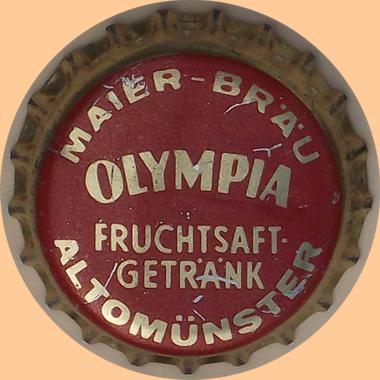 MAIER-BRÄU
OLYMPIA
FRUCHTSAFT-
GETRÄNK
ALTOMÜNSTER